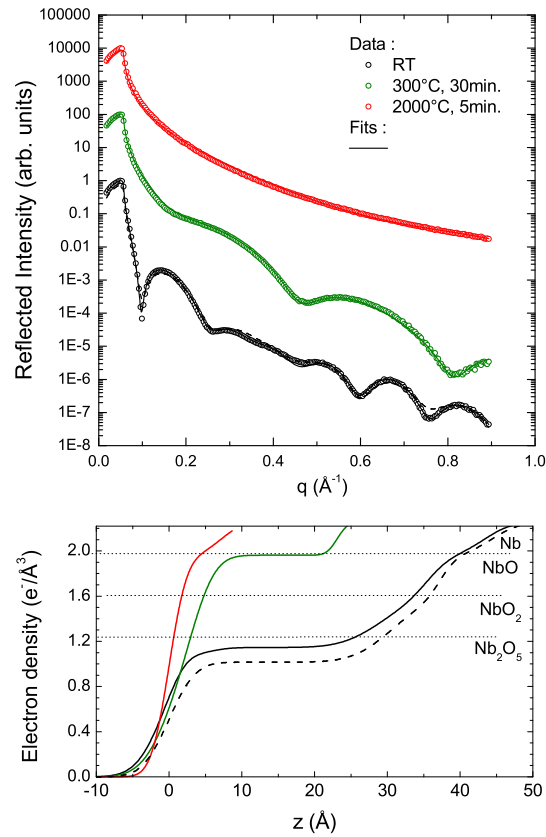 100000
10000
1000
100
10
1
0.1
0.01
1E-3
1E-4
1E-5
1E-6
1E-7
1E-8
Reflected Intensity (arb. units)
Data :
RT
300°C, 30min.
2000°C, 5min.
Fits :
0.0 0.2 0.4 0.6 0.8 1.0
q (Å⁻¹)
2.0
1.6
1.2
0.8
0.4
0.0
Electron density (e⁻/Å³)
Nb
NbO
NbO₂
Nb₂O₅
-10 0 10 20 30 40 50
z (Å)